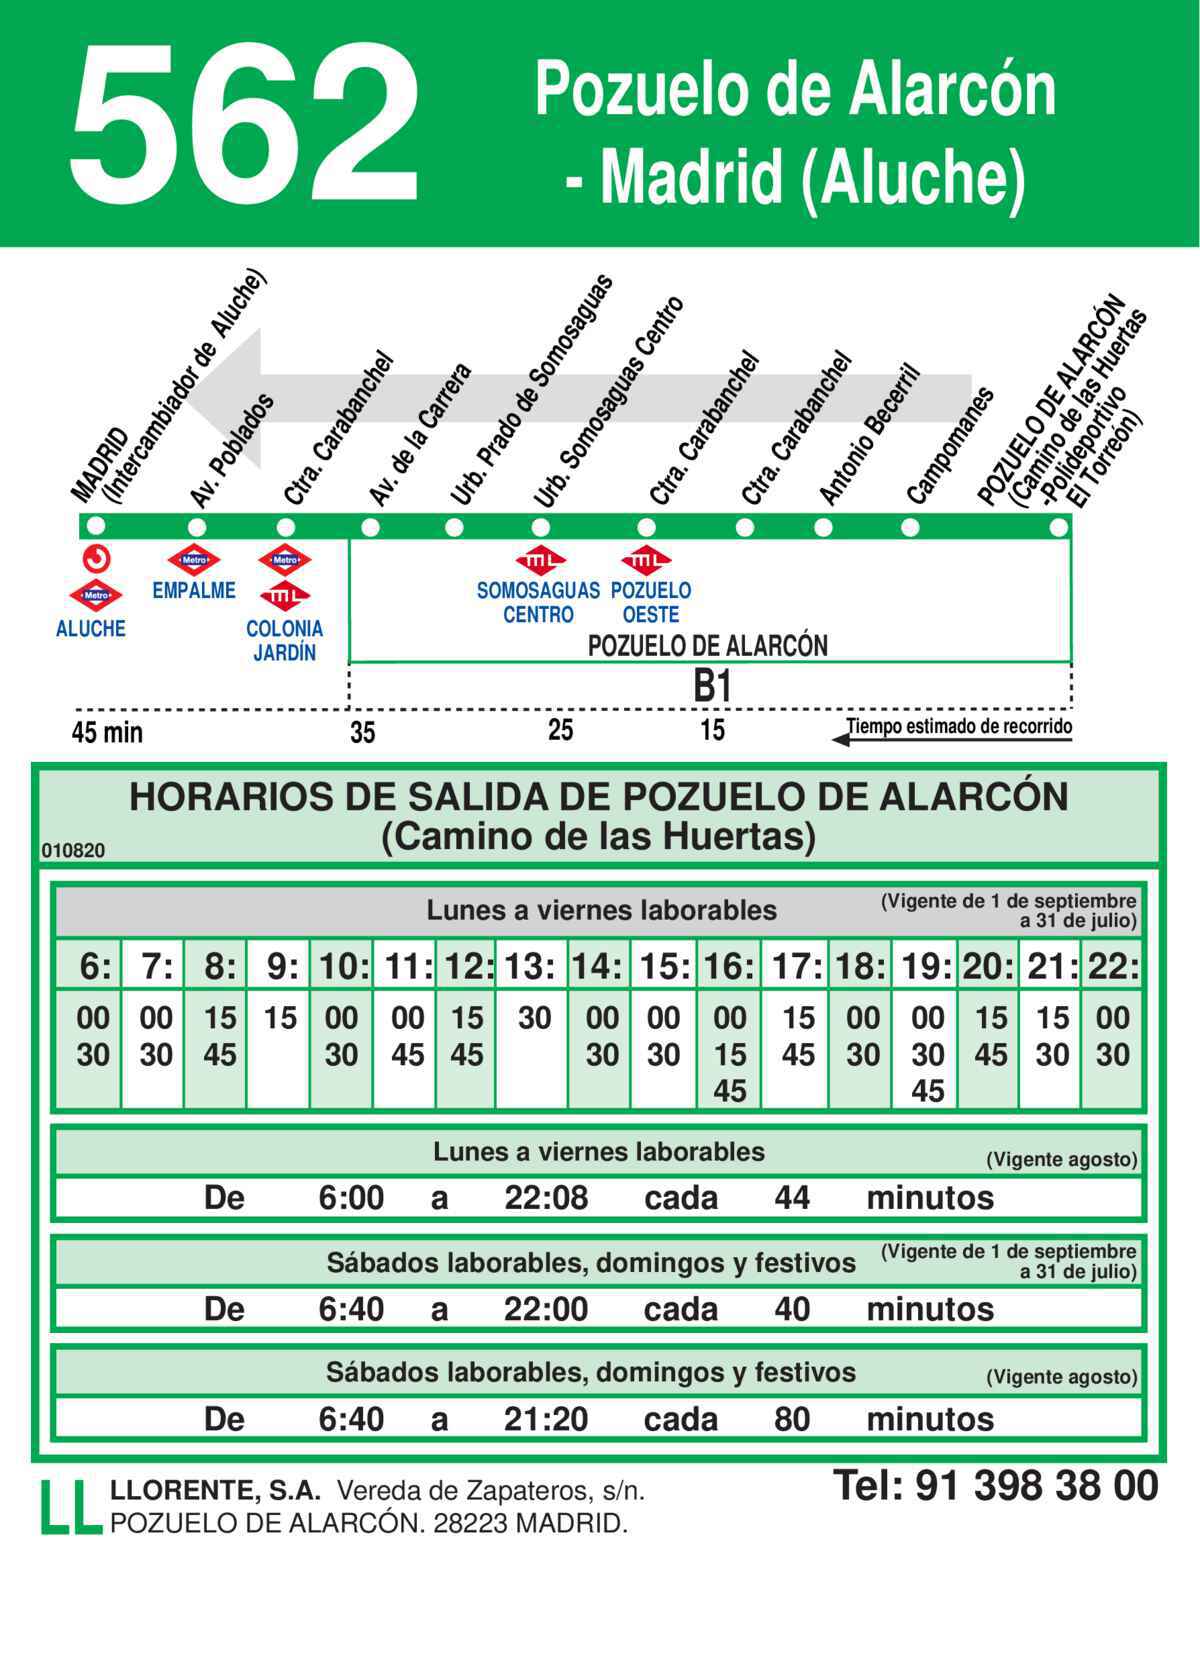 562
Pozuelo de Alarcón
- Madrid (Aluche)
MADRID
(Intercambiador de Aluche)
Av. Poblados
Ctra. Carabanchel
Av. de la Carrera
Urb. Prado de Somosaguas
Urb. Somosaguas Centro
Ctra. Carabanchel
Ctra. Carabanchel
Antonio Becerril
Campomanes
POZUELO DE ALARCÓN
(Camino de las Huertas
-Polideportivo
El Torreón)
Metro
Metro
Metro
ML
ML
ML
ALUCHE
EMPALME
COLONIA
JARDÍN
SOMOSAGUAS
CENTRO
POZUELO
OESTE
POZUELO DE ALARCÓN
B1
45 min 35 25 15 Tiempo estimado de recorrido
HORARIOS DE SALIDA DE POZUELO DE ALARCÓN
(Camino de las Huertas)
010820
Lunes a viernes laborables
(Vigente de 1 de septiembre
a 31 de julio)
6: 7: 8: 9: 10: 11: 12: 13: 14: 15: 16: 17: 18: 19: 20: 21: 22:
00 00 15 15 00 00 15 30 00 00 00 15 00 00 15 15 00
30 30 45 30 45 45 30 30 15 45 30 30 45 30 30
45 45
Lunes a viernes laborables (Vigente agosto)
De 6:00 a 22:08 cada 44 minutos
Sábados laborables, domingos y festivos
(Vigente de 1 de septiembre
a 31 de julio)
De 6:40 a 22:00 cada 40 minutos
Sábados laborables, domingos y festivos (Vigente agosto)
De 6:40 a 21:20 cada 80 minutos
LL
LLORENTE, S.A. Vereda de Zapateros, s/n.
POZUELO DE ALARCÓN. 28223 MADRID.
Tel: 91 398 38 00